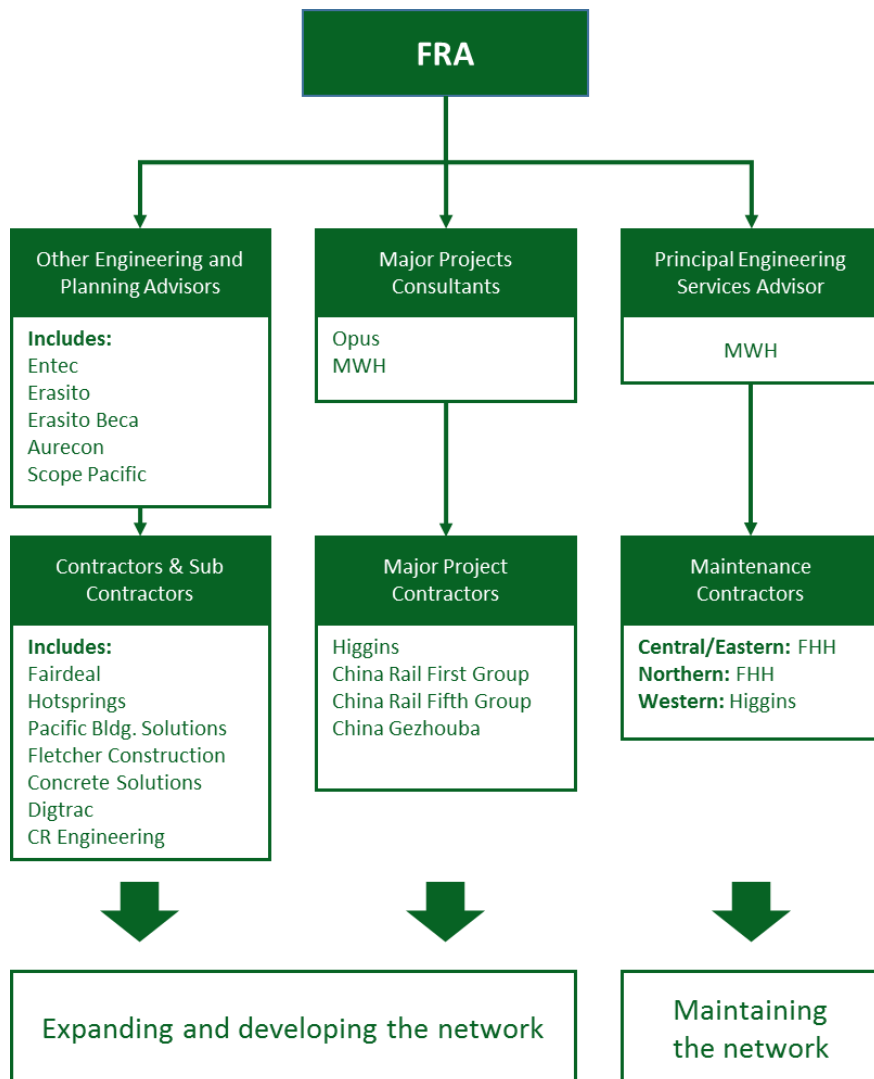 FRA
Other Engineering and
Planning Advisors
Includes:
Entec
Erasito
Erasito Beca
Aurecon
Scope Pacific
Major Projects
Consultants
Opus
MWH
Principal Engineering
Services Advisor
MWH
Contractors & Sub
Contractors
Includes:
Fairdeal
Hotsprings
Pacific Bldg. Solutions
Fletcher Construction
Concrete Solutions
Digtrac
CR Engineering
Major Project
Contractors
Higgins
China Rail First Group
China Rail Fifth Group
China Gezhouba
Maintenance
Contractors
Central/Eastern: FHH
Northern: FHH
Western: Higgins
Expanding and developing the network
Maintaining
the network